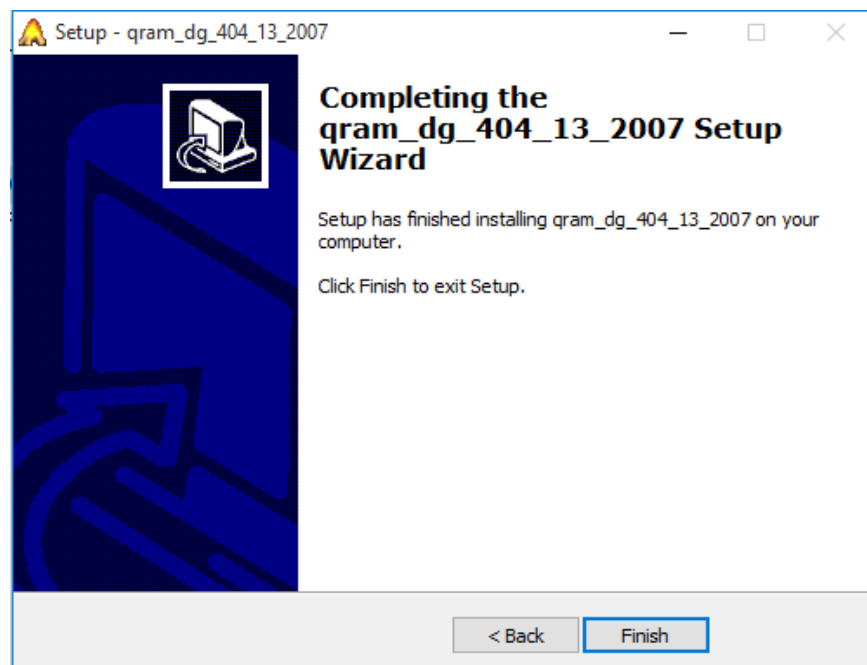 Setup - qram_dg_404_13_2007
Completing the
qram_dg_404_13_2007 Setup
Wizard
Setup has finished installing qram_dg_404_13_2007 on your
computer.
Click Finish to exit Setup.
< Back
Finish